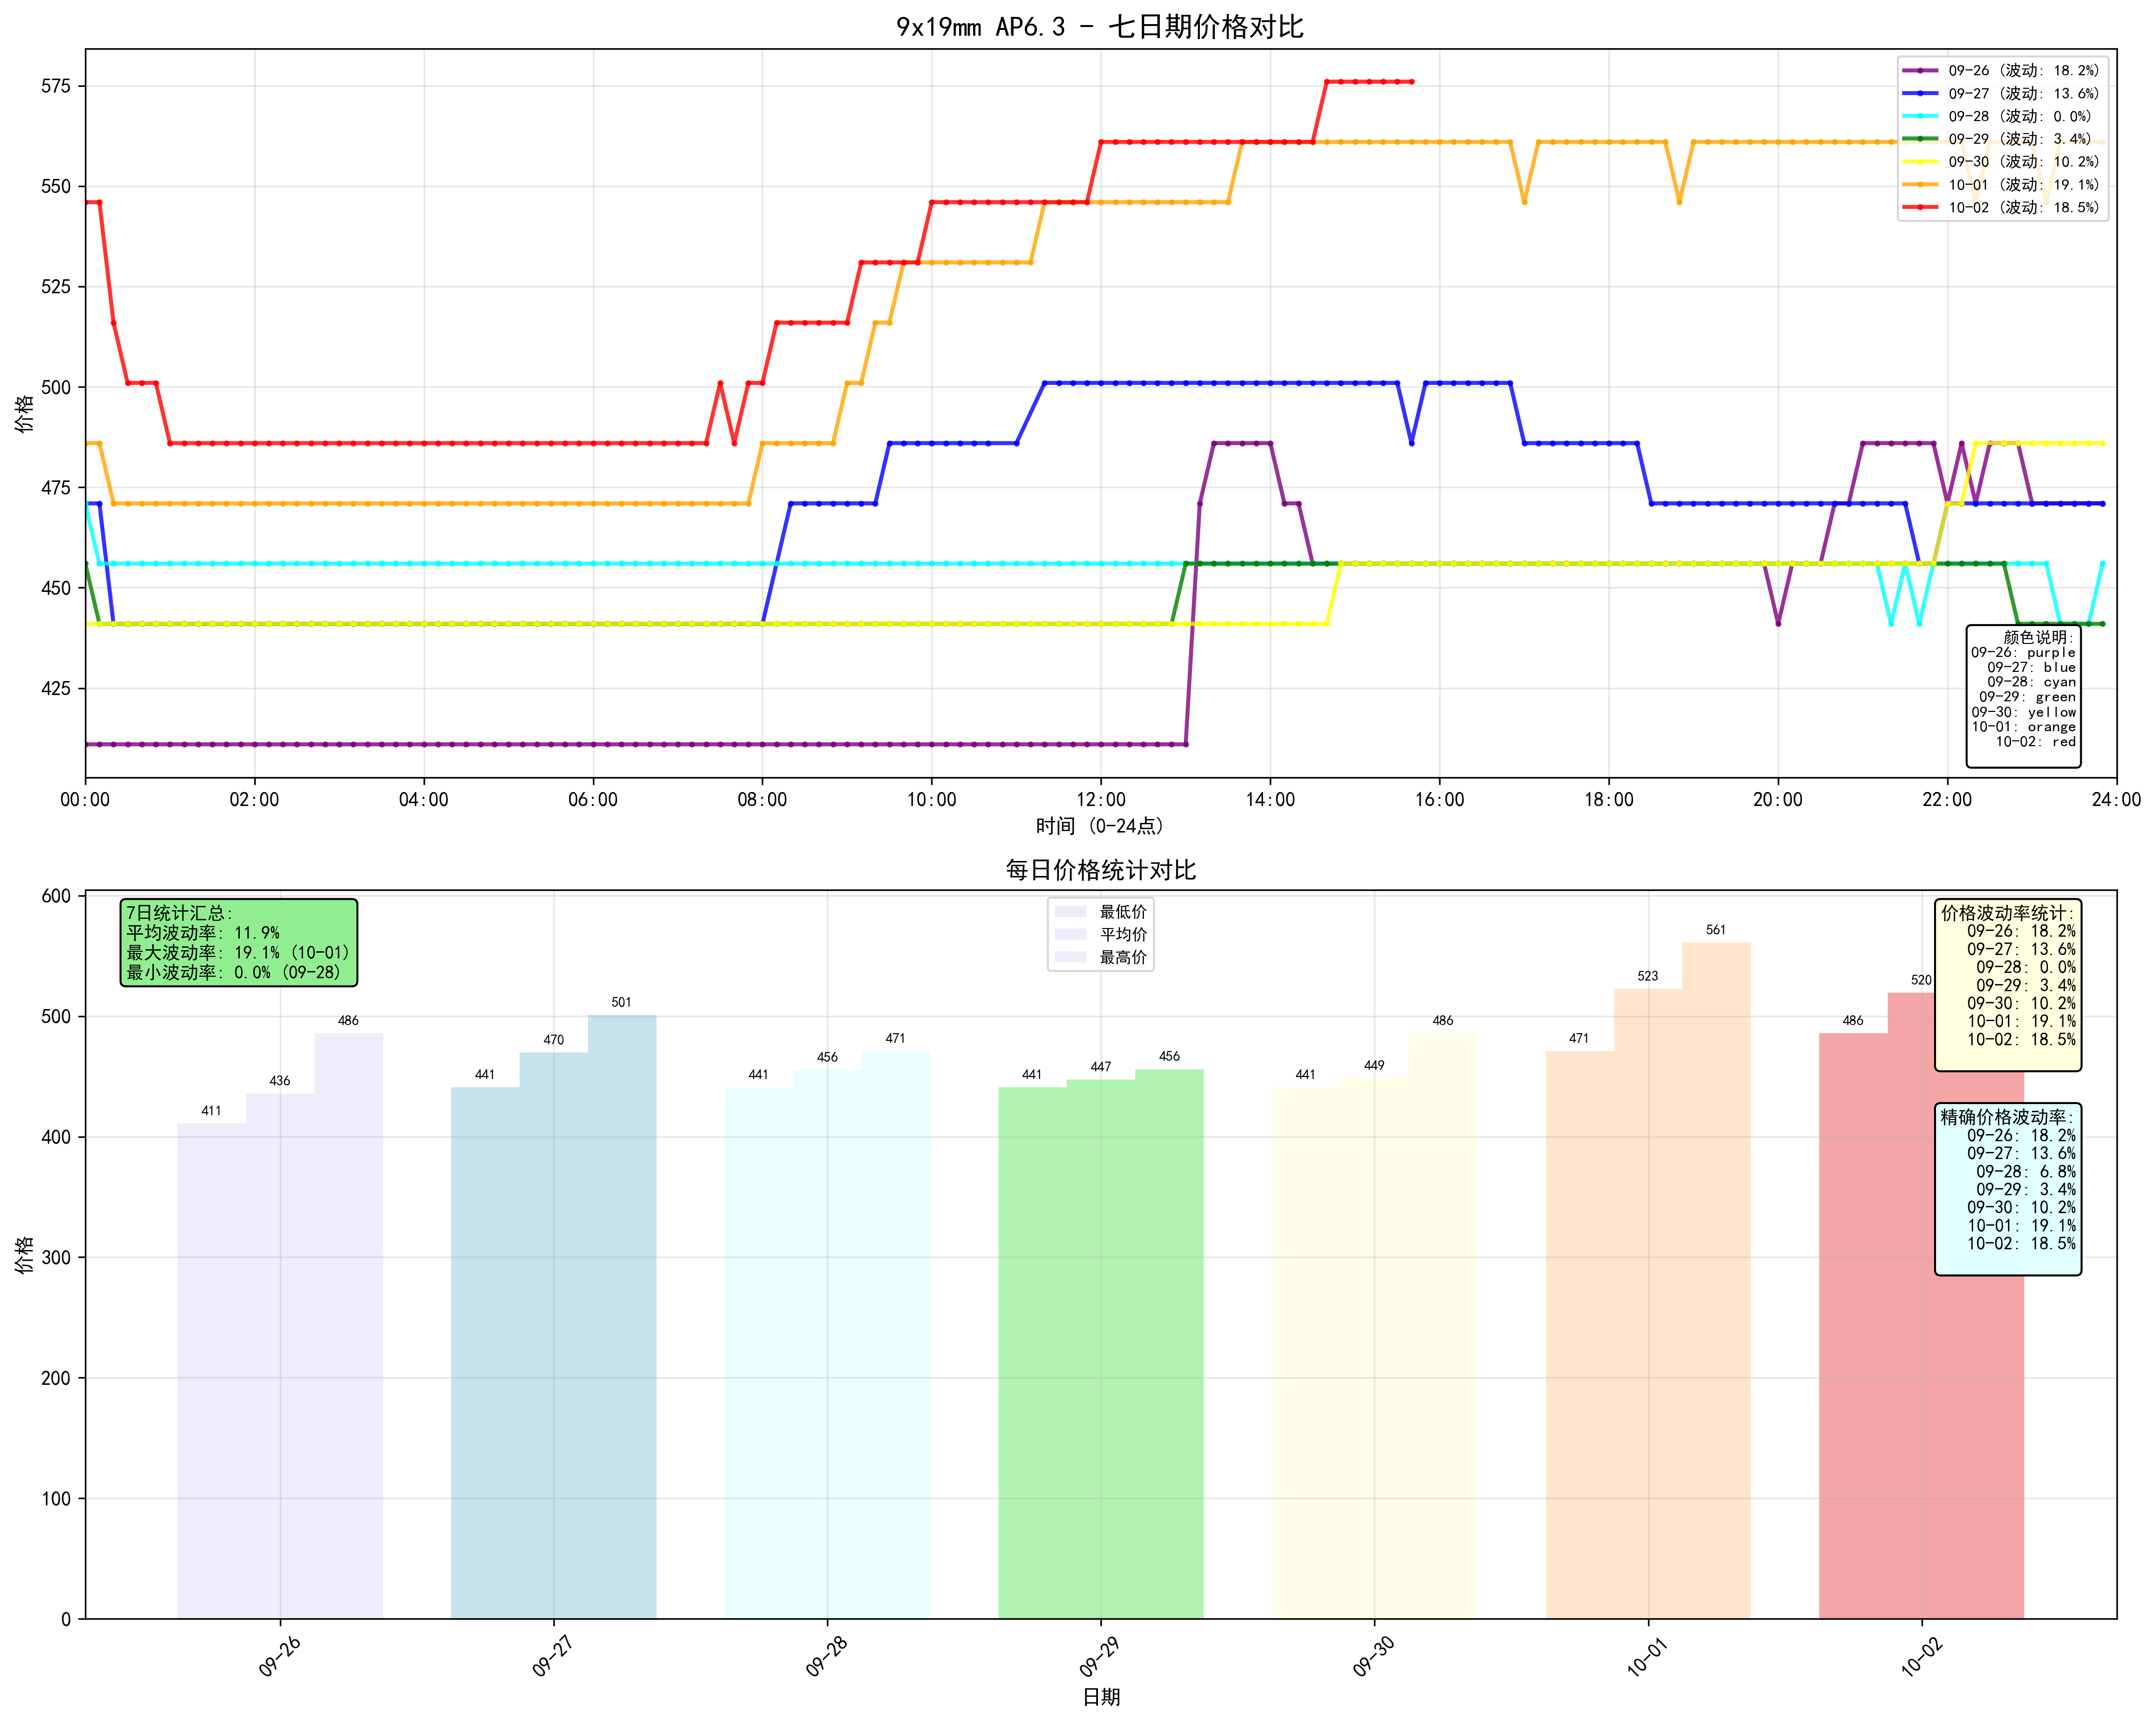 9x19mm AP6.3 - 七日期价格对比
575
550
525
500
475
450
425
价格
09-26 (波动: 18.2%)
09-27 (波动: 13.6%)
09-28 (波动: 0.0%)
09-29 (波动: 3.4%)
09-30 (波动: 10.2%)
10-01 (波动: 19.1%)
10-02 (波动: 18.5%)
颜色说明:
09-26: purple
09-27: blue
09-28: cyan
09-29: green
09-30: yellow
10-01: orange
10-02: red
00:00 02:00 04:00 06:00 08:00 10:00 12:00 14:00 16:00 18:00 20:00 22:00 24:00
时间 (0-24点)
每日价格统计对比
600
500
400
300
200
100
0
价格
7日统计汇总:
平均波动率: 11.9%
最大波动率: 19.1% (10-01)
最小波动率: 0.0% (09-28)
最低价
平均价
最高价
价格波动率统计:
09-26: 18.2%
09-27: 13.6%
09-28: 0.0%
09-29: 3.4%
09-30: 10.2%
10-01: 19.1%
10-02: 18.5%
精确价格波动率:
09-26: 18.2%
09-27: 13.6%
09-28: 6.8%
09-29: 3.4%
09-30: 10.2%
10-01: 19.1%
10-02: 18.5%
411 436 486
441 470 501
441 456 471
441 447 456
441 449 486
471 523 561
486 520
09-26 09-27 09-28 09-29 09-30 10-01 10-02
日期